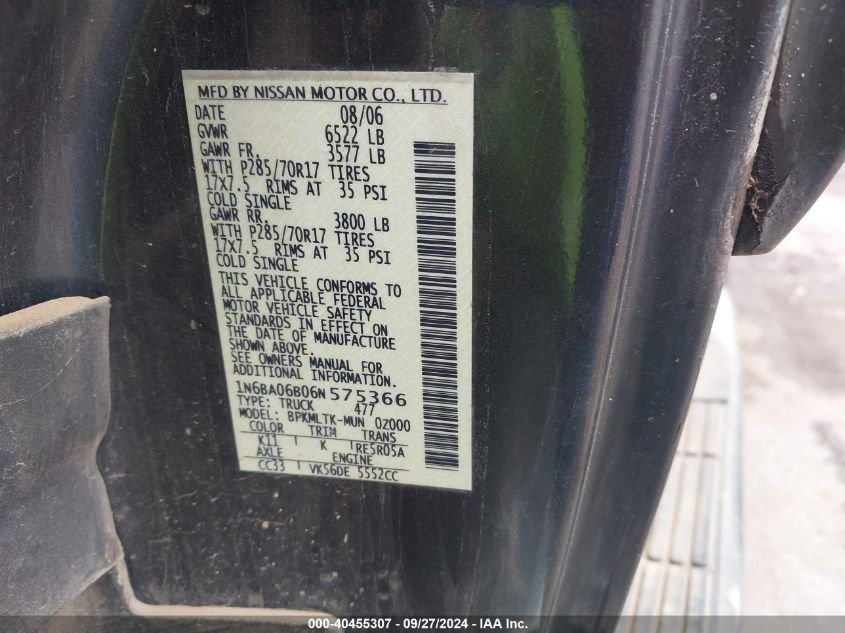 MFD BY NISSAN MOTOR CO., LTD.
DATE 08/06
GVWR 6522 LB
GAWR FR. 3577 LB
WITH P285/70R17 TIRES
17X7.5 RIMS AT 35 PSI
COLD SINGLE
GAWR RR. 3800 LB
WITH P285/70R17 TIRES
17X7.5 RIMS AT 35 PSI
COLD SINGLE
THIS VEHICLE CONFORMS TO
ALL APPLICABLE FEDERAL
MOTOR VEHICLE SAFETY
STANDARDS IN EFFECT ON
THE DATE OF MANUFACTURE
SHOWN ABOVE.
SEE OWNERS MANUAL FOR
ADDITIONAL INFORMATION.
1N6BA06B06N575366
TYPE: TRUCK 477
MODEL: BPKMLTK-MUN 0Z000
COLOR TRIM TRANS
K11 K RE5R05A
AXLE ENGINE
CC33 VK56DE 5552CC
000-40455307 - 09/27/2024 - IAA Inc.